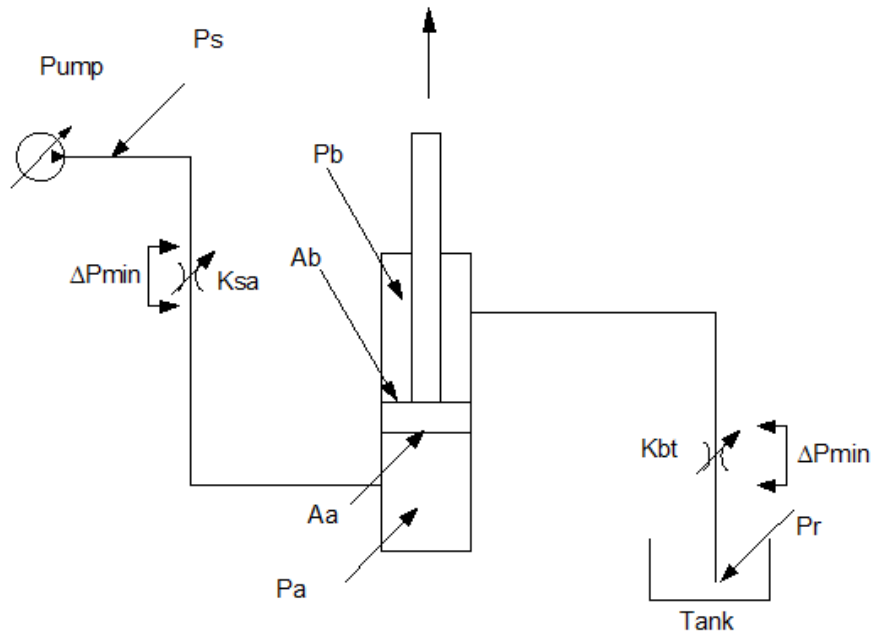 Ps
Pump
Pb
Ab
ΔPmin
Ksa
Kbt
ΔPmin
Aa
Pr
Pa
Tank